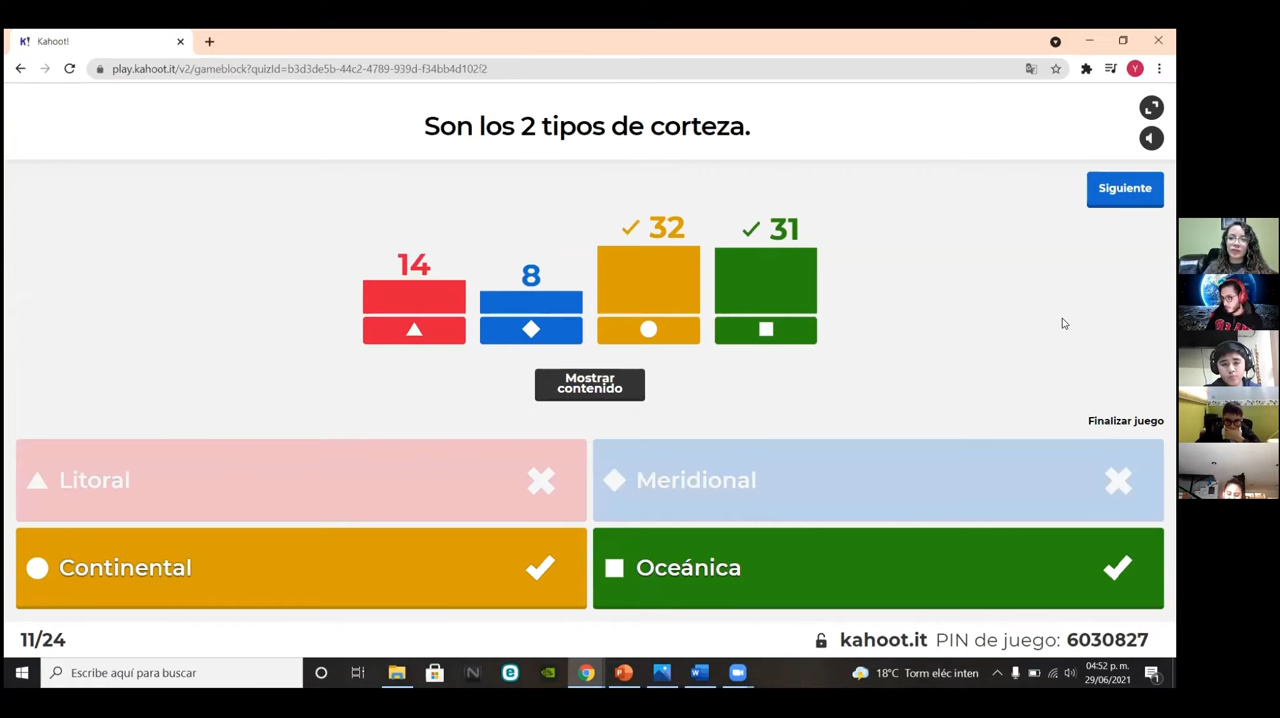 Kahoot!
play.kahoot.it/v2/gameblock?quizId=b3d3de5b-44c2-4789-939d-f34bb4d102f2
Son los 2 tipos de corteza.
Siguiente
14
8
32
31
Mostrar
contenido
Finalizar juego
Litoral
Meridional
Continental
Oceánica
11/24
kahoot.it PIN de juego: 6030827
Escribe aquí para buscar
18°C Torm eléc inten
04:52 p.m.
29/06/2021